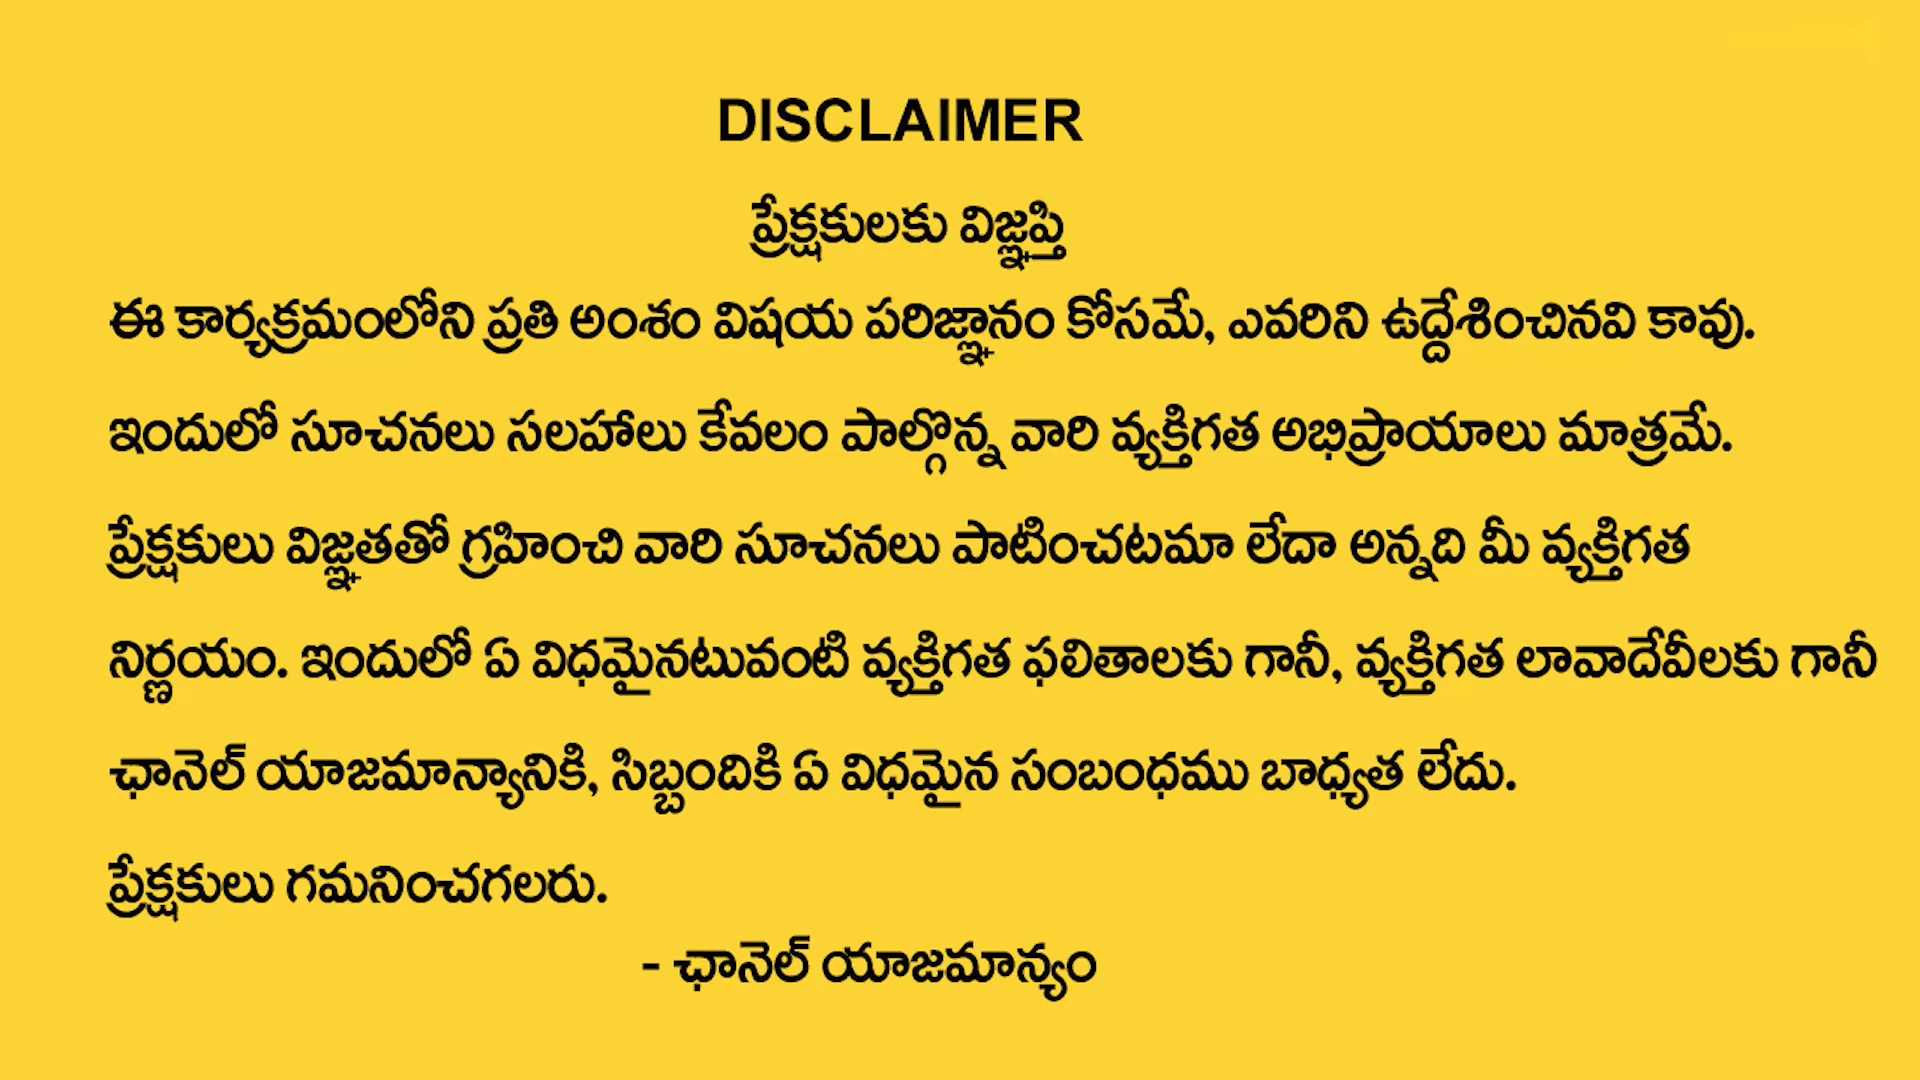 DISCLAIMER
ప్రేక్షకులకు విజ్ఞప్తి
ఈ కార్యక్రమంలోని ప్రతి అంశం విషయ పరిజ్ఞానం కోసమే, ఎవరిని ఉద్దేశించినవి కావు.
ఇందులో సూచనలు సలహాలు కేవలం పాల్గొన్న వారి వ్యక్తిగత అభిప్రాయాలు మాత్రమే.
ప్రేక్షకులు విజ్ఞతతో గ్రహించి వారి సూచనలు పాటించటమా లేదా అన్నది మీ వ్యక్తిగత
నిర్ణయం. ఇందులో ఏ విధమైనటువంటి వ్యక్తిగత ఫలితాలకు గానీ, వ్యక్తిగత లావాదేవీలకు గానీ
ఛానెల్ యాజమాన్యానికి, సిబ్బందికి ఏ విధమైన సంబంధము బాధ్యత లేదు.
ప్రేక్షకులు గమనించగలరు.
- ఛానెల్ యాజమాన్యం